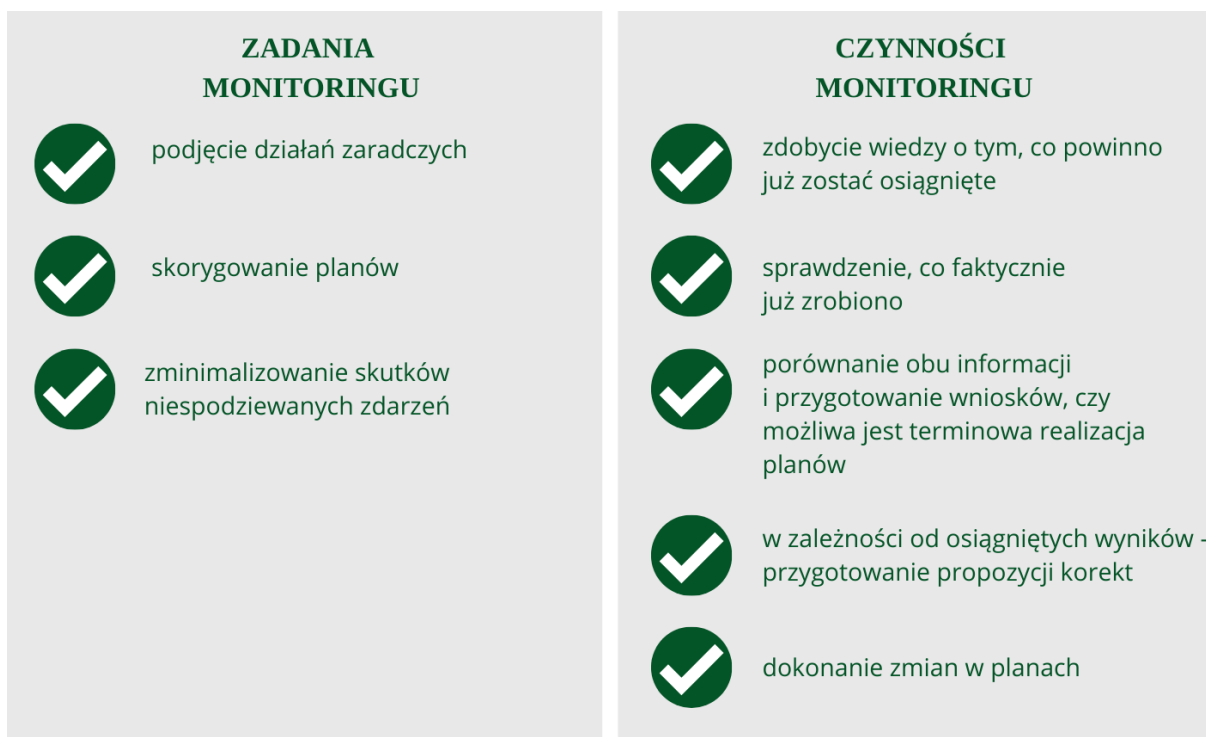 ZADANIA
MONITORINGU
podjęcie działań zaradczych
skorygowanie planów
zminimalizowanie skutków
niespodziewanych zdarzeń
CZYNNOŚCI
MONITORINGU
zdobycie wiedzy o tym, co powinno
już zostać osiągnięte
sprawdzenie, co faktycznie
już zrobiono
porównanie obu informacji
i przygotowanie wniosków, czy
możliwa jest terminowa realizacja
planów
w zależności od osiągniętych wyników -
przygotowanie propozycji korekt
dokonanie zmian w planach